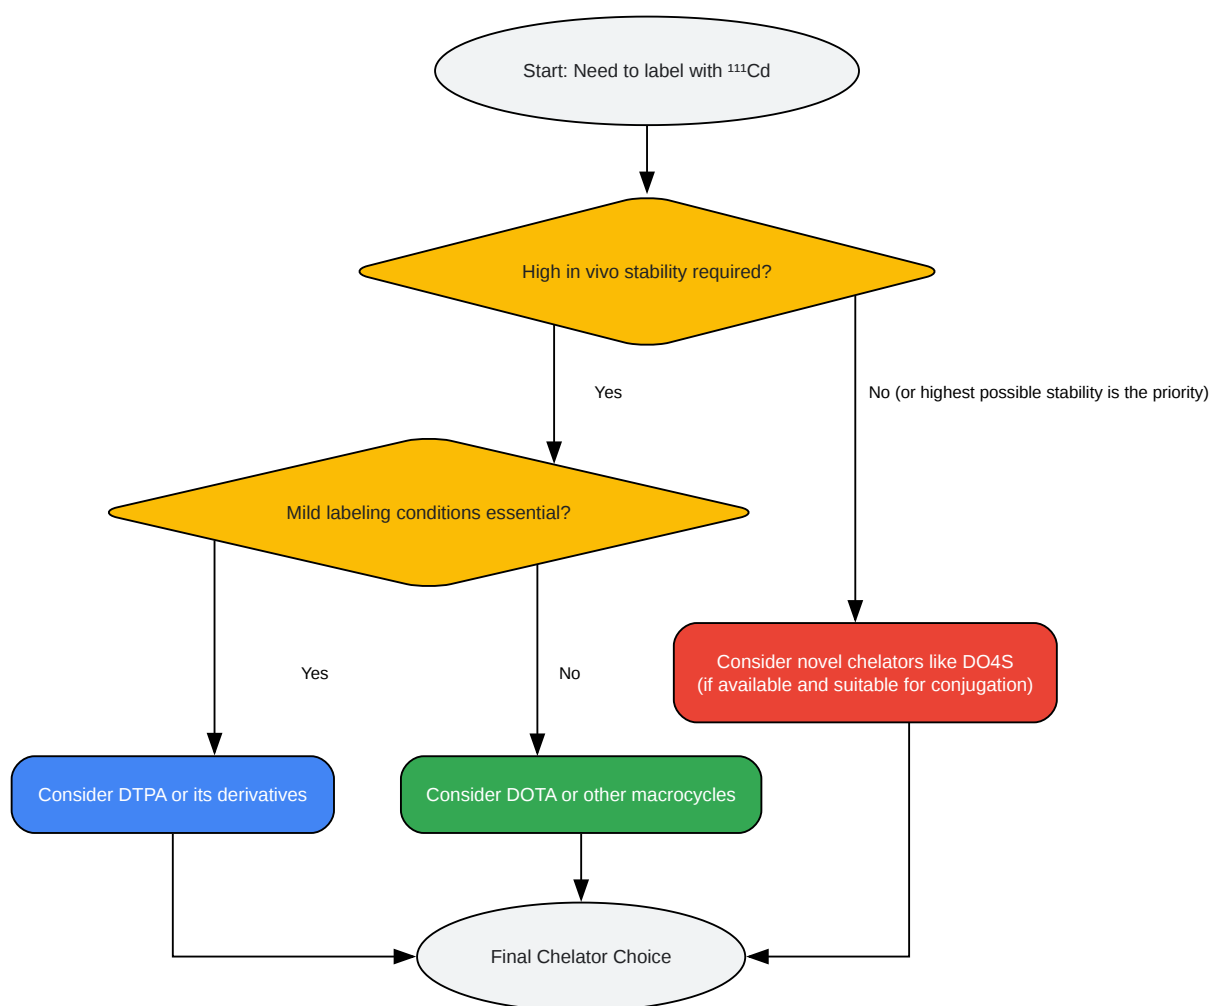 Start: Need to label with ¹¹¹Cd
High in vivo stability required?
Yes
No (or highest possible stability is the priority)
Mild labeling conditions essential?
Yes
No
Consider novel chelators like DO4S
(if available and suitable for conjugation)
Consider DTPA or its derivatives
Consider DOTA or other macrocycles
Final Chelator Choice